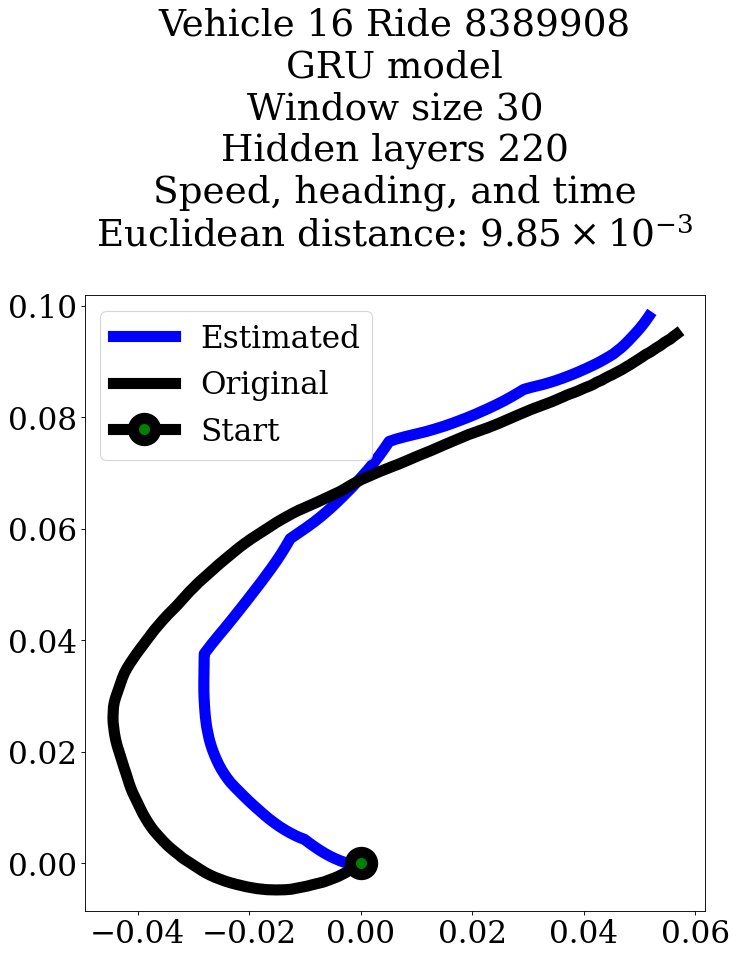 Vehicle 16 Ride 8389908
GRU model
Window size 30
Hidden layers 220
Speed, heading, and time
Euclidean distance: 9.85 × 10⁻³
0.10
0.08
0.06
0.04
0.02
0.00
Estimated
Original
Start
−0.04 −0.02 0.00 0.02 0.04 0.06